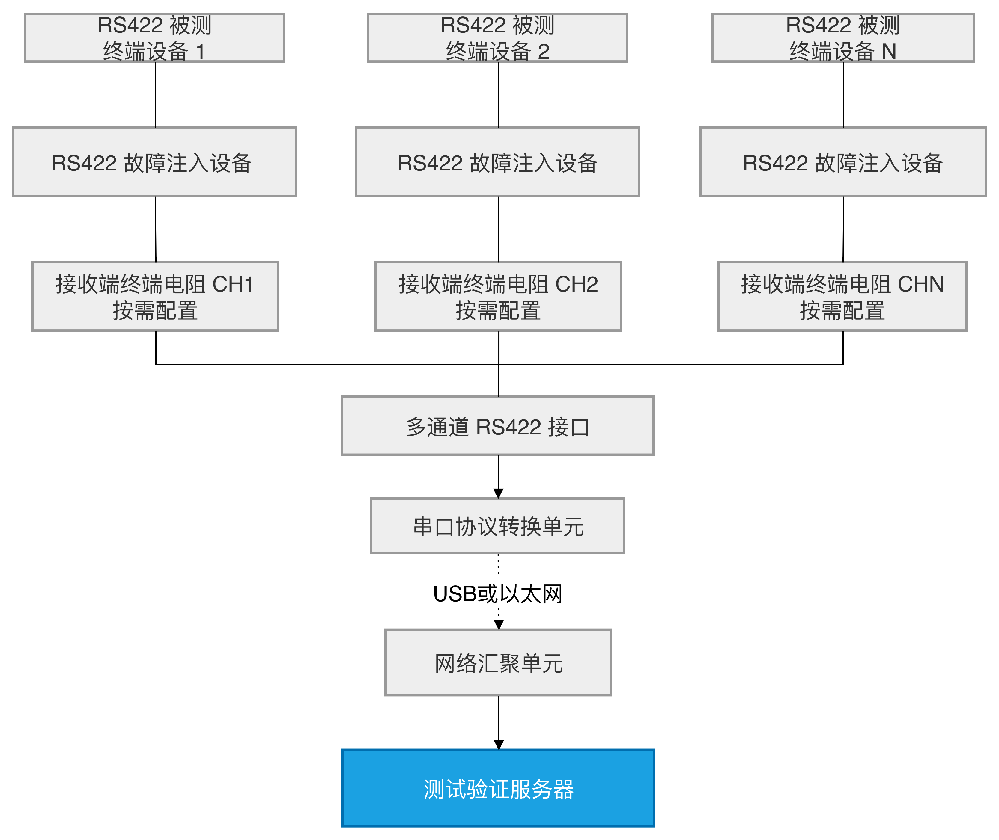 RS422 被测
终端设备 1
RS422 被测
终端设备 2
RS422 被测
终端设备 N
RS422 故障注入设备
RS422 故障注入设备
RS422 故障注入设备
接收端终端电阻 CH1
按需配置
接收端终端电阻 CH2
按需配置
接收端终端电阻 CHN
按需配置
多通道 RS422 接口
串口协议转换单元
USB或以太网
网络汇聚单元
测试验证服务器